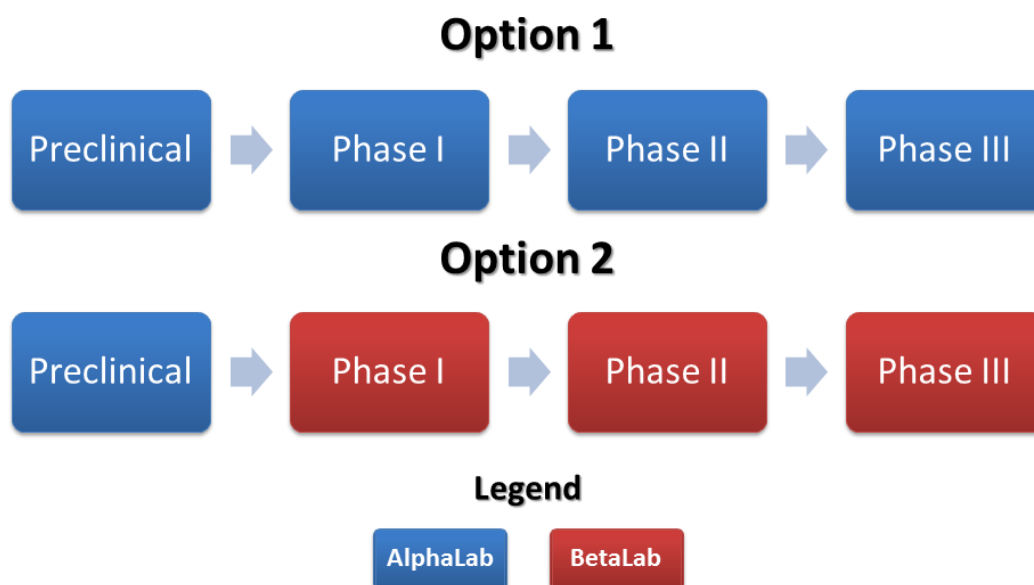 Option 1
Preclinical Phase I Phase II Phase III
Option 2
Preclinical Phase I Phase II Phase III
Legend
AlphaLab BetaLab